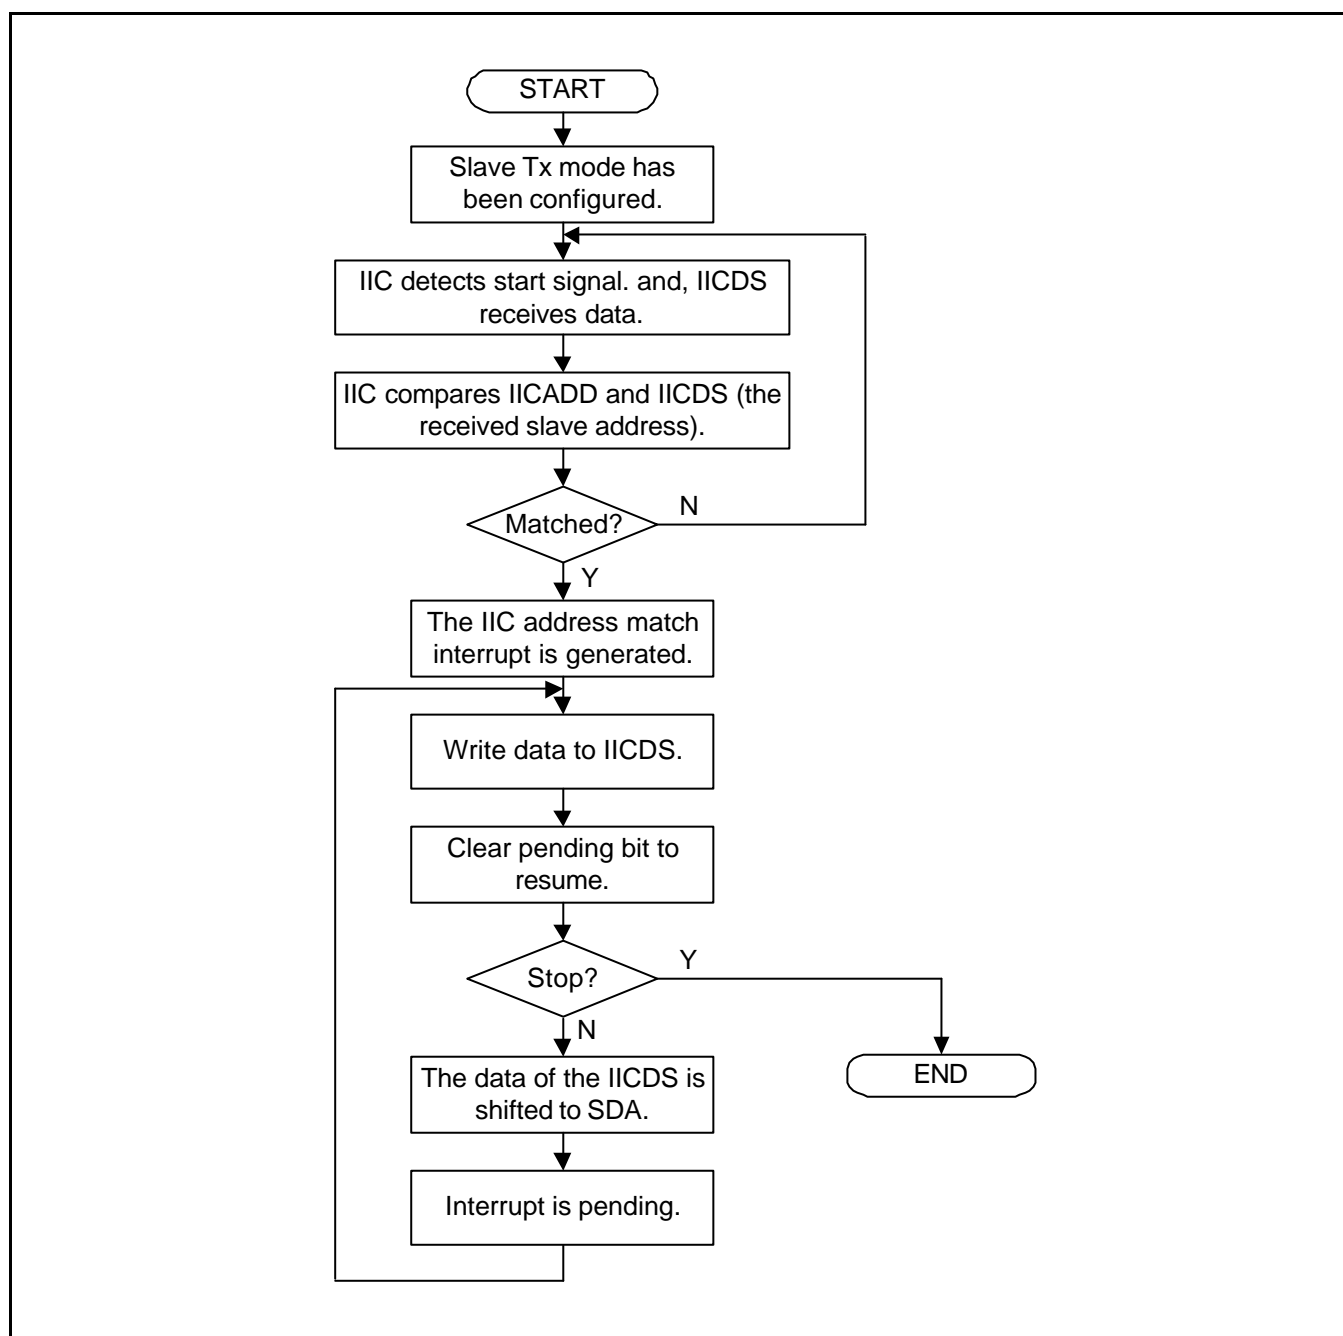 START
Slave Tx mode has
been configured.
IIC detects start signal. and, IICDS
receives data.
IIC compares IICADD and IICDS (the
received slave address).
Matched?
N
Y
The IIC address match
interrupt is generated.
Write data to IICDS.
Clear pending bit to
resume.
Stop?
Y
N
The data of the IICDS is
shifted to SDA.
END
Interrupt is pending.